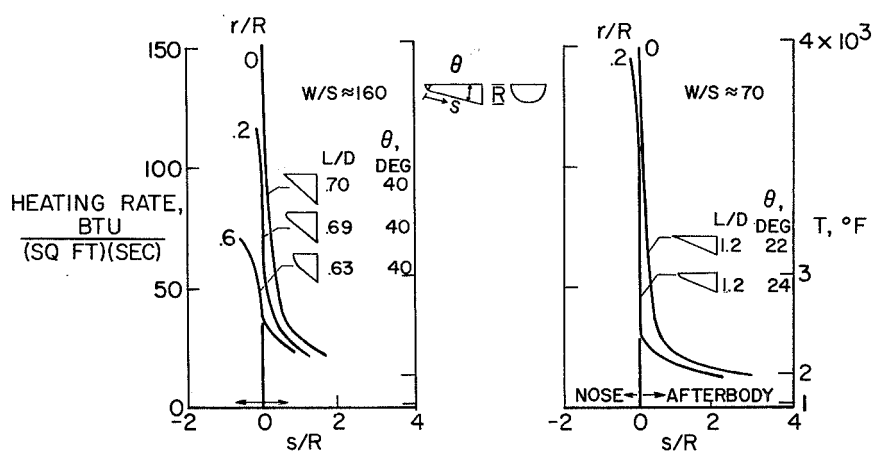 r/R
150
0
.2
.6
100
50
0
HEATING RATE,
BTU
(SQ FT)(SEC)
W/S ≈ 160
L/D
θ,
DEG
.70 40
.69 40
.63 40
-2 0 2 4
s/R
θ
R
s
r/R
.2
0
W/S ≈ 70
L/D
θ,
DEG
1.2 22
1.2 24
NOSE AFTERBODY
-2 0 2 4
s/R
4 × 10³
3
2
1
T, °F